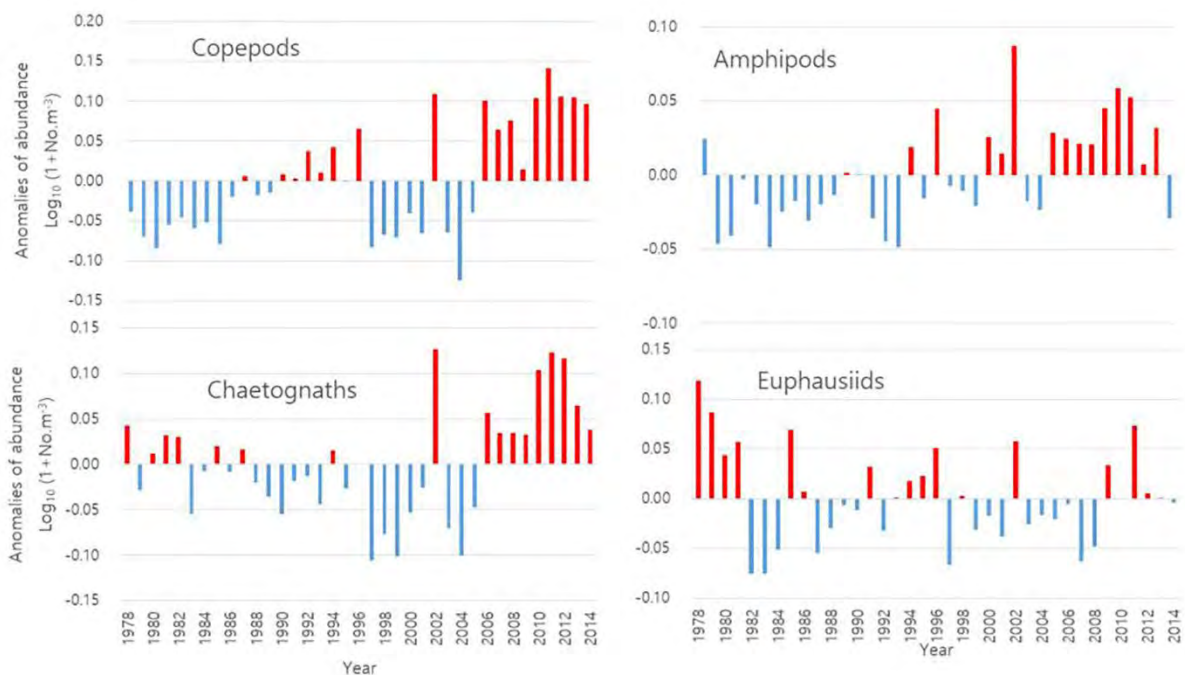 Copepods
Anomalies of abundance
Log₁₀ (1+No.m⁻³)
0.20
0.15
0.10
0.05
0.00
-0.05
-0.10
-0.15
Amphipods
0.10
0.05
0.00
-0.05
-0.10
Chaetognaths
Anomalies of abundance
Log₁₀ (1+No.m⁻³)
0.15
0.10
0.05
0.00
-0.05
-0.10
-0.15
1978 1980 1982 1984 1986 1988 1990 1992 1994 1996 1998 2000 2002 2004 2006 2008 2010 2012 2014
Year
Euphausiids
0.15
0.10
0.05
0.00
-0.05
-0.10
1978 1980 1982 1984 1986 1988 1990 1992 1994 1996 1998 2000 2002 2004 2006 2008 2010 2012 2014
Year